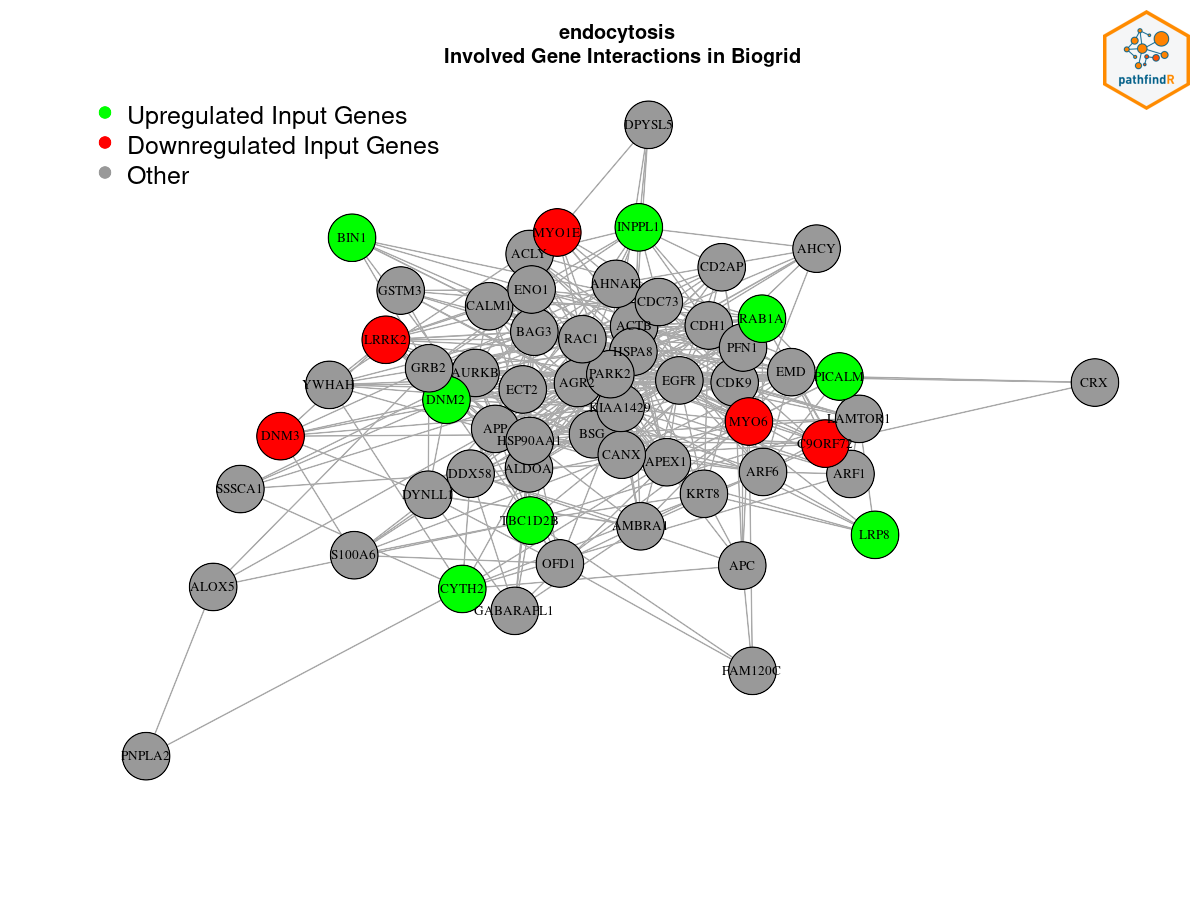 endocytosis
Involved Gene Interactions in Biogrid
pathfindR
Upregulated Input Genes
Downregulated Input Genes
Other
DPYSL5
BIN1
MYO1E
INPPL1
ACLY
AHCY
CD2AP
GSTM3
ENO1
AHNAK
CALM1
CDC73
RAB1A
BAG3
ACTB
CDH1
LRRK2
RAC1
PFN1
HSPA8
GRB2
AURKB
PARK2
EMD
PICALM
YWHAH
ECT2
AGR2
EGFR
CDK9
CRX
DNM2
KIAA1429
LAMTOR1
MYO6
DNM3
APP
BSG
HSP90AA1
C9ORF72
CANX
APEX1
DDX58
ALDOA
ARF6
ARF1
SSSCA1
DYNLL1
KRT8
TBC1D2B
AMBRA1
LRP8
S100A6
OFD1
APC
ALOX5
CYTH2
GABARAPL1
FAM120C
PNPLA2